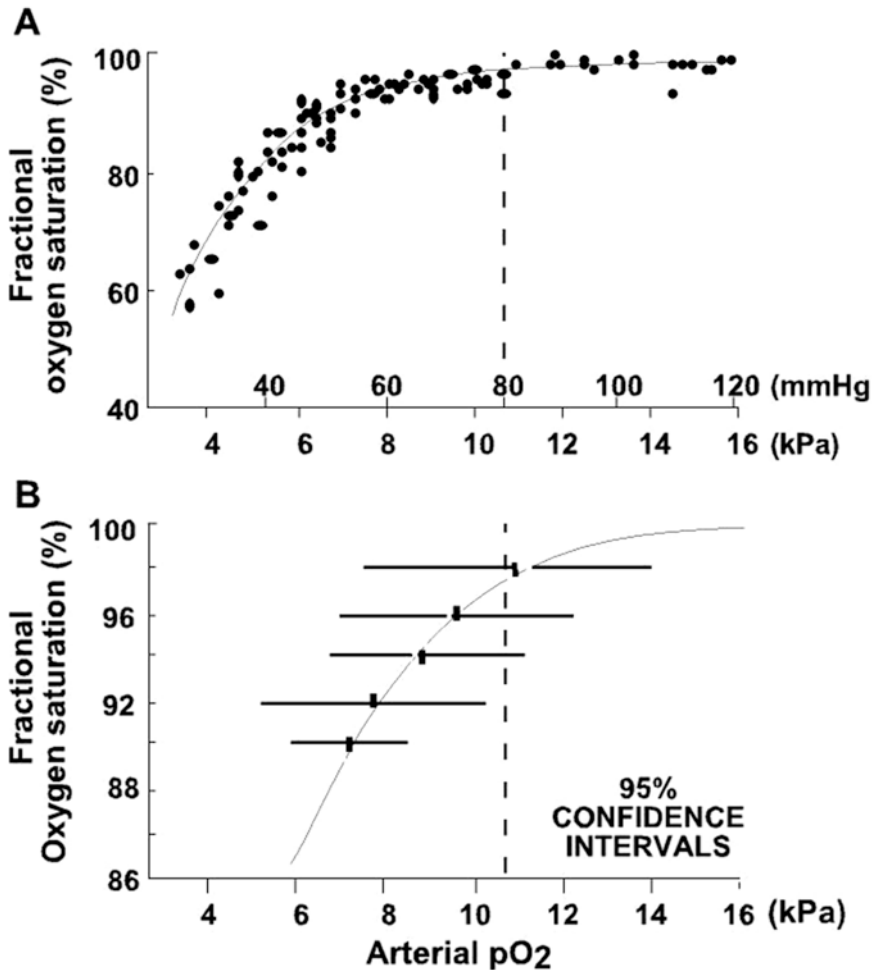 A
Fractional
oxygen saturation (%)
100
80
60
40
40 60 80 100 120 (mmHg
4 6 8 10 12 14 16 (kPa)
B
Fractional
Oxygen saturation (%)
100
96
92
88
86
95%
CONFIDENCE
INTERVALS
4 6 8 10 12 14 16 (kPa)
Arterial pO2